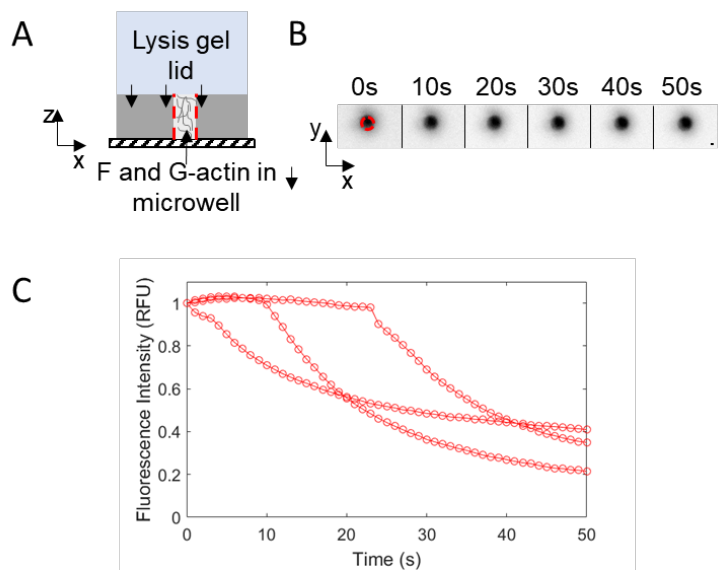 A
Lysis gel
lid
z
x
F and G-actin in
microwell
B
0s 10s 20s 30s 40s 50s
y
x
C
Fluorescence Intensity (RFU)
1
0.8
0.6
0.4
0.2
0
0 10 20 30 40 50
Time (s)